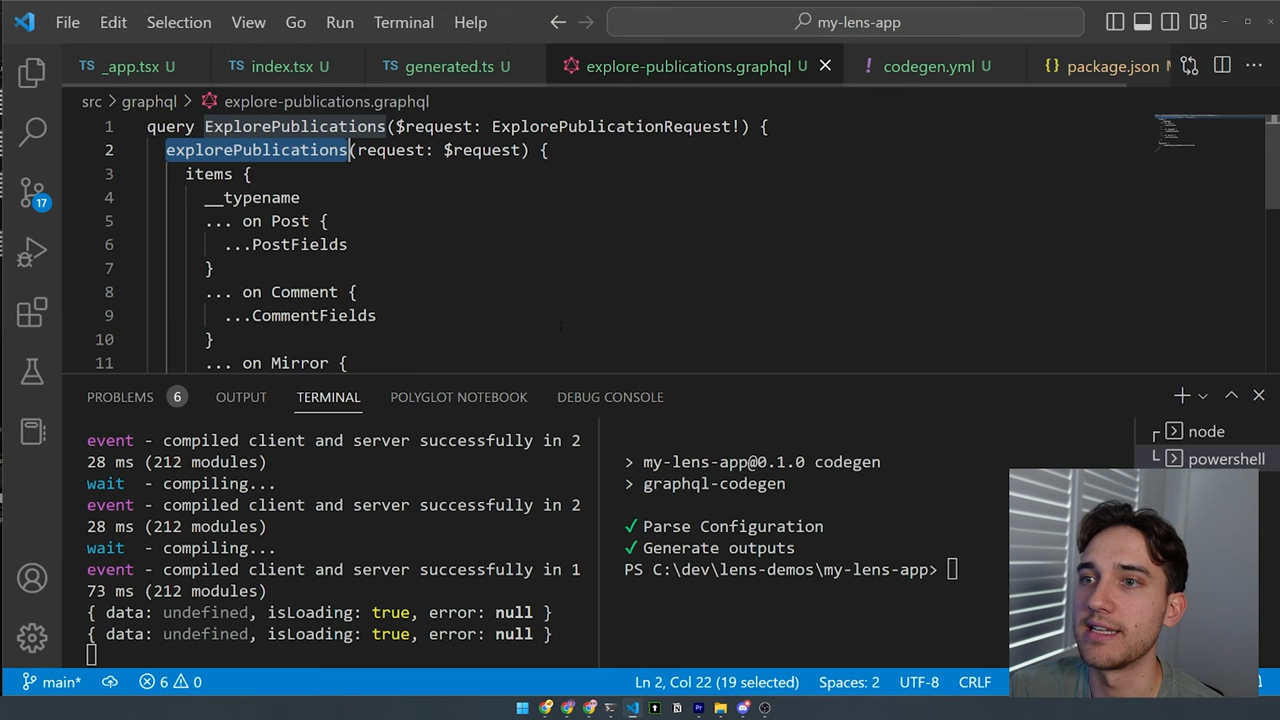 File Edit Selection View Go Run Terminal Help my-lens-app
TS _app.tsx U TS index.tsx U TS generated.ts U explore-publications.graphql U ! codegen.yml U {} package.json
src > graphql > explore-publications.graphql
1 query ExplorePublications($request: ExplorePublicationRequest!) {
2 explorePublications(request: $request) {
3 items {
4 __typename
5 ... on Post {
6 ...PostFields
7 }
8 ... on Comment {
9 ...CommentFields
10 }
11 ... on Mirror {
PROBLEMS 6 OUTPUT TERMINAL POLYGLOT NOTEBOOK DEBUG CONSOLE
event - compiled client and server successfully in 2
28 ms (212 modules)
wait - compiling...
event - compiled client and server successfully in 2
28 ms (212 modules)
wait - compiling...
event - compiled client and server successfully in 1
73 ms (212 modules)
{ data: undefined, isLoading: true, error: null }
{ data: undefined, isLoading: true, error: null }
> my-lens-app@0.1.0 codegen
> graphql-codegen
✓ Parse Configuration
✓ Generate outputs
PS C:\dev\lens-demos\my-lens-app>
node
powershell
17
main* 6 0 Ln 2, Col 22 (19 selected) Spaces: 2 UTF-8 CRLF